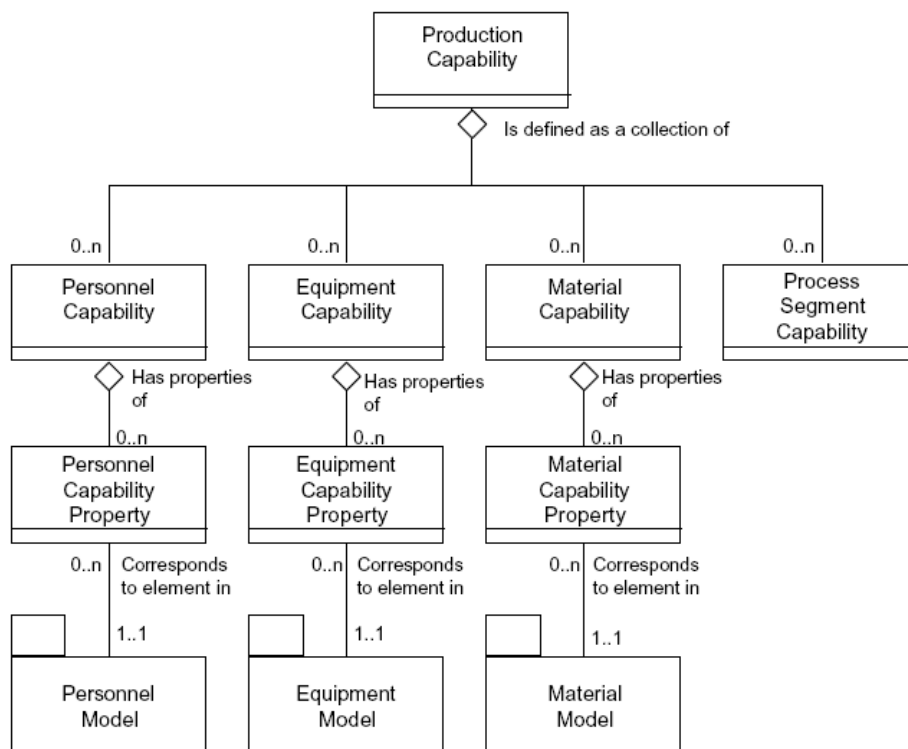 Production
Capability
Is defined as a collection of
0..n
0..n
0..n
0..n
Personnel
Capability
Equipment
Capability
Material
Capability
Process
Segment
Capability
Has properties
of
Has properties
of
Has properties
of
0..n
0..n
0..n
Personnel
Capability
Property
Equipment
Capability
Property
Material
Capability
Property
0..n
Corresponds
to element in
0..n
Corresponds
to element in
0..n
Corresponds
to element in
1..1
1..1
1..1
Personnel
Model
Equipment
Model
Material
Model